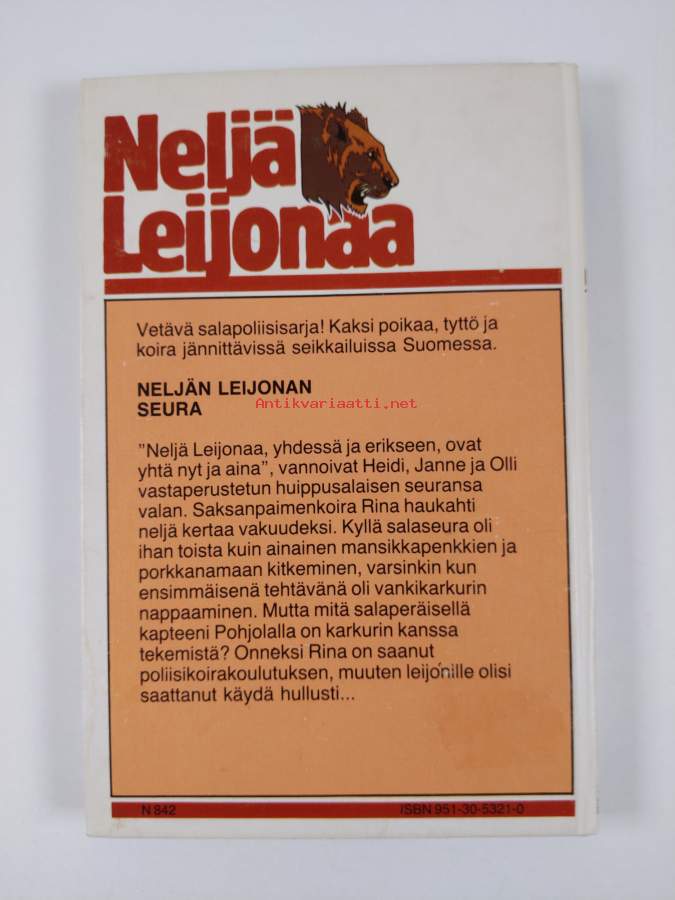 Neljä
Leijonaa
Vetävä salapoliisisarja! Kaksi poikaa, tyttö ja
koira jännittävissä seikkailuissa Suomessa.
NELJÄN LEIJONAN
SEURA
Antikvariaatti.net
"Neljä Leijonaa, yhdessä ja erikseen, ovat
yhtä nyt ja aina", vannoivat Heidi, Janne ja Olli
vastaperustetun huippusalaisen seuransa
valan. Saksanpaimenkoira Rina haukahti
neljä kertaa vakuudeksi. Kyllä salaseura oli
ihan toista kuin ainainen mansikkapenkkien ja
porkkanamaan kitkeminen, varsinkin kun
ensimmäisenä tehtävänä oli vankikarkurin
nappaaminen. Mutta mitä salaperäisellä
kapteeni Pohjolalla on karkurin kanssa
tekemistä? Onneksi Rina on saanut
poliisikoirakoulutuksen, muuten leijonille olisi
saattanut käydä hullusti...
N 842
ISBN 951-30-5321-0